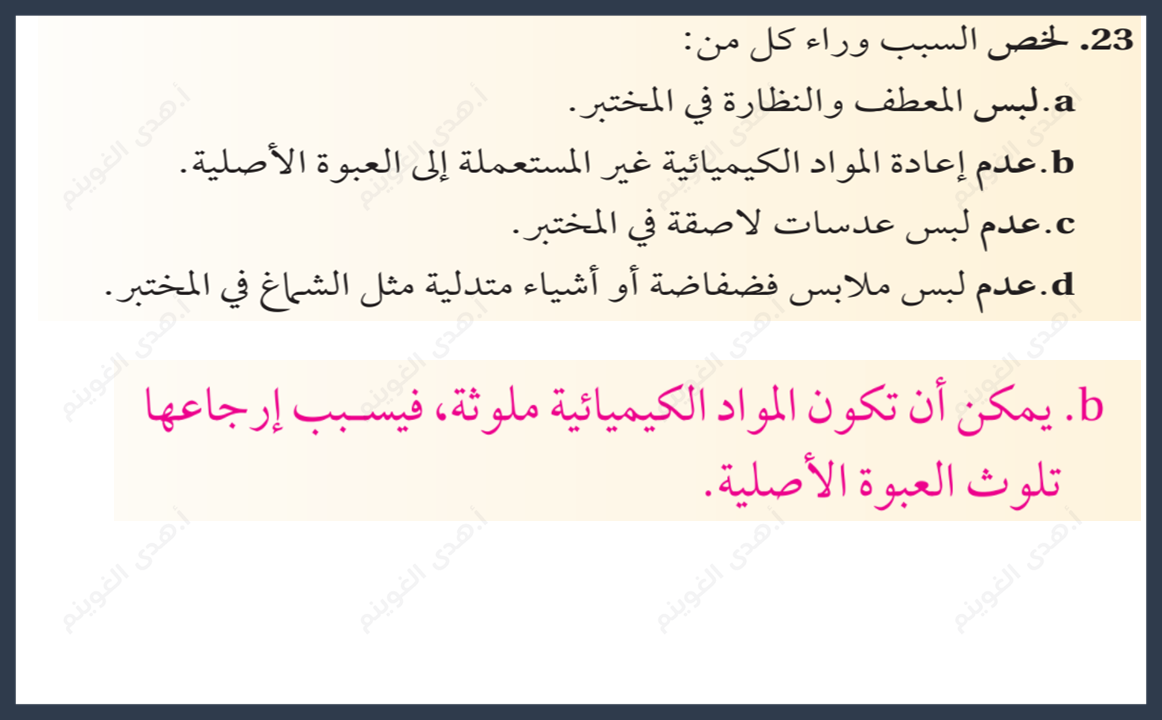 23. لخص السبب وراء كل من:
a. لبس المعطف والنظارة في المختبر.
b. عدم إعادة المواد الكيميائية غير المستعملة إلى العبوة الأصلية.
c. عدم لبس عدسات لاصقة في المختبر.
d. عدم لبس ملابس فضفاضة أو أشياء متدلية مثل الشماغ في المختبر.
b. يمكن أن تكون المواد الكيميائية ملوثة، فيسبب إرجاعها
تلوث العبوة الأصلية.
أ.هدى الغوينم